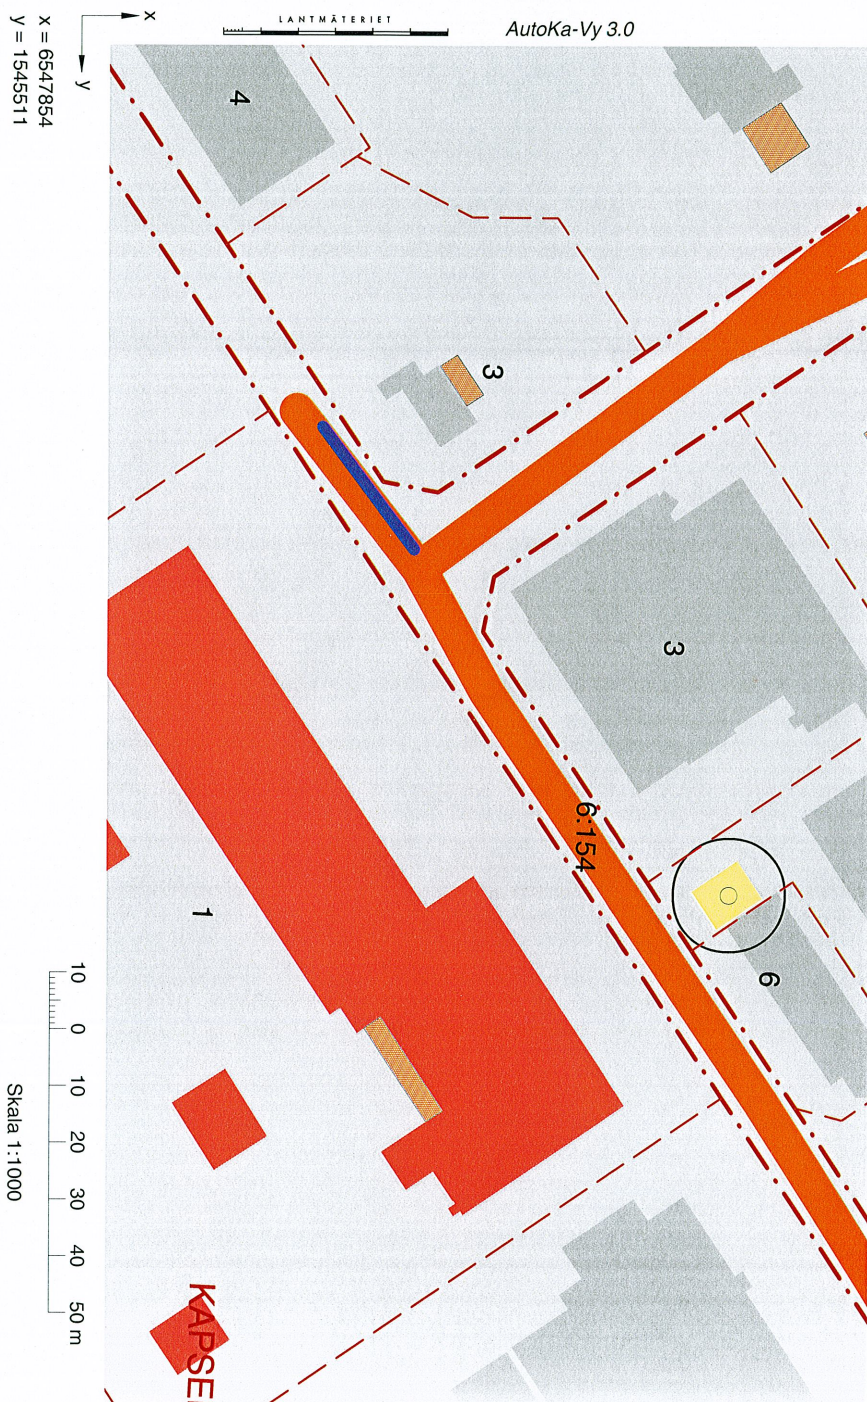 LANTMÄTERIET
AutoKa-Vy 3.0
x
y
x = 6547854
y = 1545511
4
3
3
6:154
6
1
10 0 10 20 30 40 50 m
Skala 1:1000
KAPSE